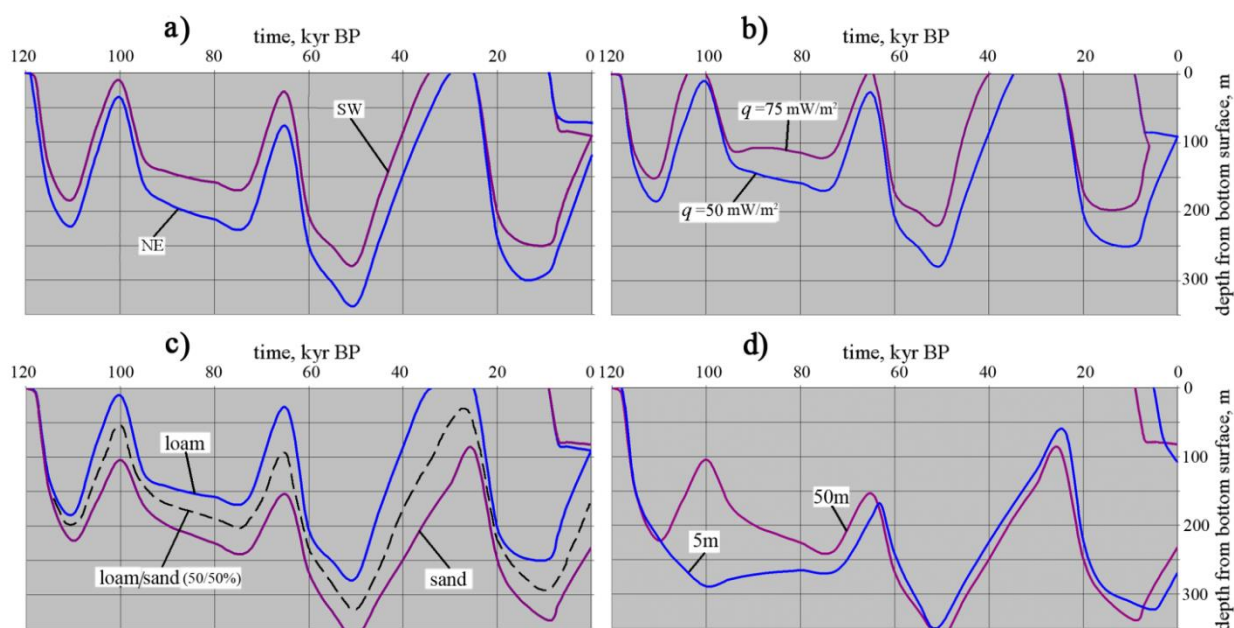 a)
time, kyr BP
120 100 80 60 40 20 0
SW
NE
b)
time, kyr BP
120 100 80 60 40 20 0
q =75 mW/m²
q =50 mW/m²
100
200
300
depth from bottom surface, m
c)
time, kyr BP
120 100 80 60 40 20 0
loam
loam/sand (50/50%)
sand
d)
time, kyr BP
120 100 80 60 40 20 0
0
50m
5m
100
200
300
depth from bottom surface, m